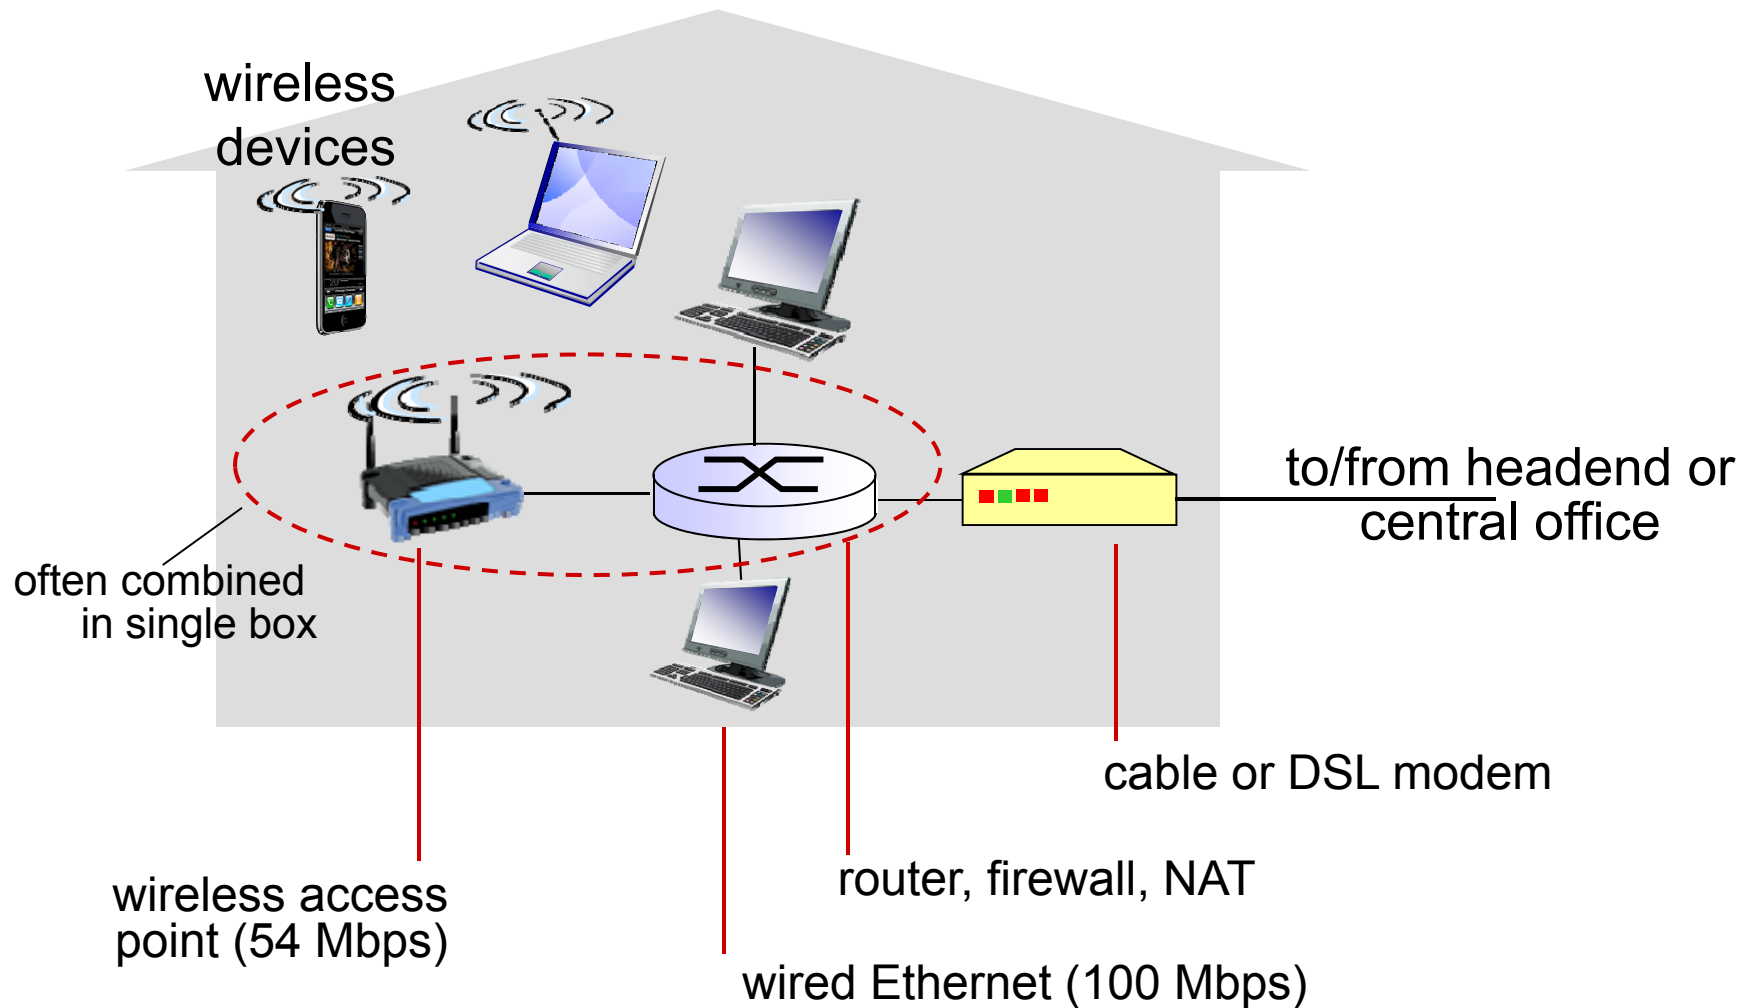 wireless
devices
to/from headend or
central office
often combined
in single box
cable or DSL modem
router, firewall, NAT
wireless access
point (54 Mbps)
wired Ethernet (100 Mbps)